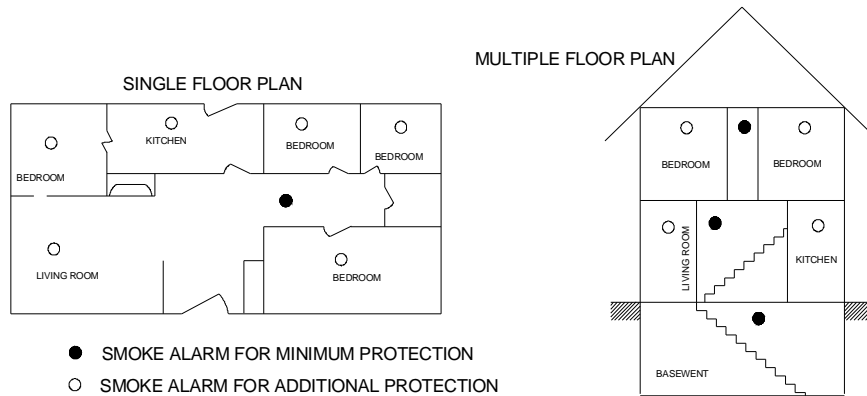 SINGLE FLOOR PLAN
KITCHEN
BEDROOM
BEDROOM
BEDROOM
LIVING ROOM
BEDROOM
MULTIPLE FLOOR PLAN
BEDROOM
BEDROOM
LIVING ROOM
KITCHEN
BASEWENT
SMOKE ALARM FOR MINIMUM PROTECTION
SMOKE ALARM FOR ADDITIONAL PROTECTION